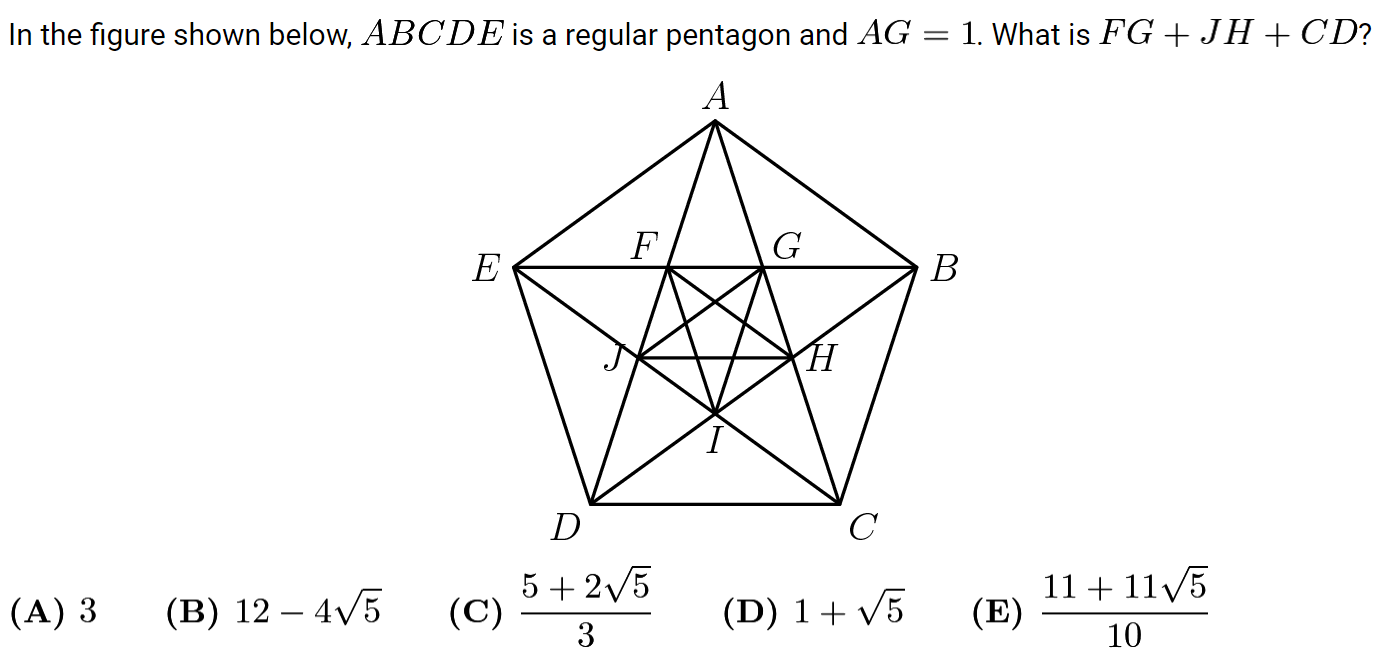 In the figure shown below, ABCDE is a regular pentagon and AG = 1. What is FG + JH + CD?
A
E F G B
J H
I
D C
(A) 3 (B) 12 − 4√5 (C) (5 + 2√5)/3 (D) 1 + √5 (E) (11 + 11√5)/10